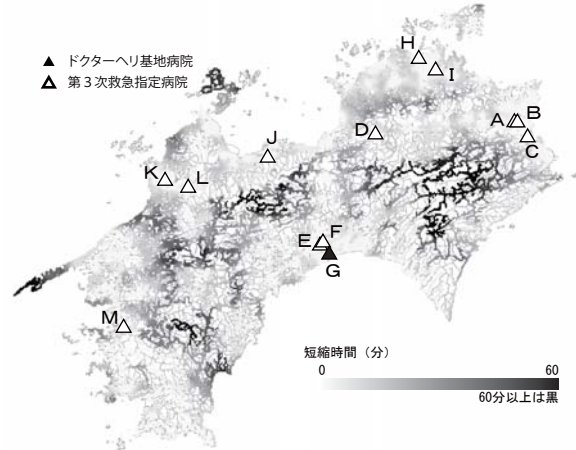 ▲ ドクターヘリ基地病院
△ 第3次救急指定病院
H
I
A
B
C
D
J
K
L
E
F
G
M
短縮時間（分）
0 60
60分以上は黒